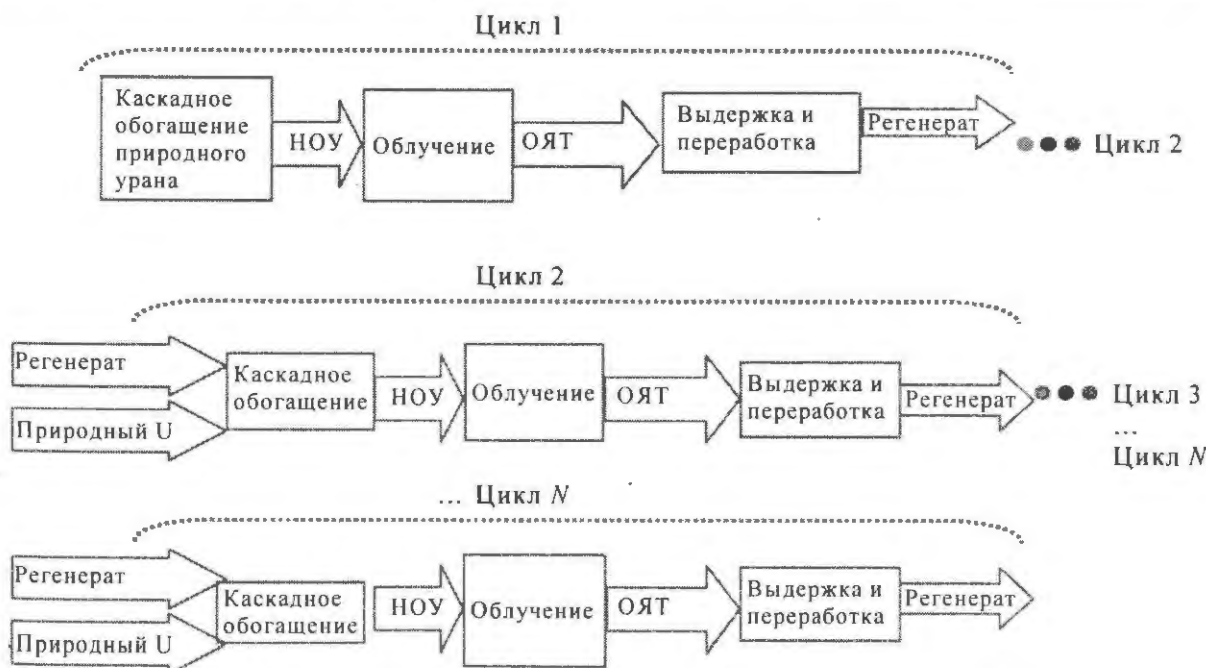 Цикл 1
Каскадное
обогащение
природного
урана
НОУ
Облучение
ОЯТ
Выдержка и
переработка
Регенерат
Цикл 2
Цикл 2
Регенерат
Природный U
Каскадное
обогащение
НОУ
Облучение
ОЯТ
Выдержка и
переработка
Регенерат
Цикл 3
...
Цикл N
... Цикл N
Регенерат
Природный U
Каскадное
обогащение
НОУ
Облучение
ОЯТ
Выдержка и
переработка
Регенерат